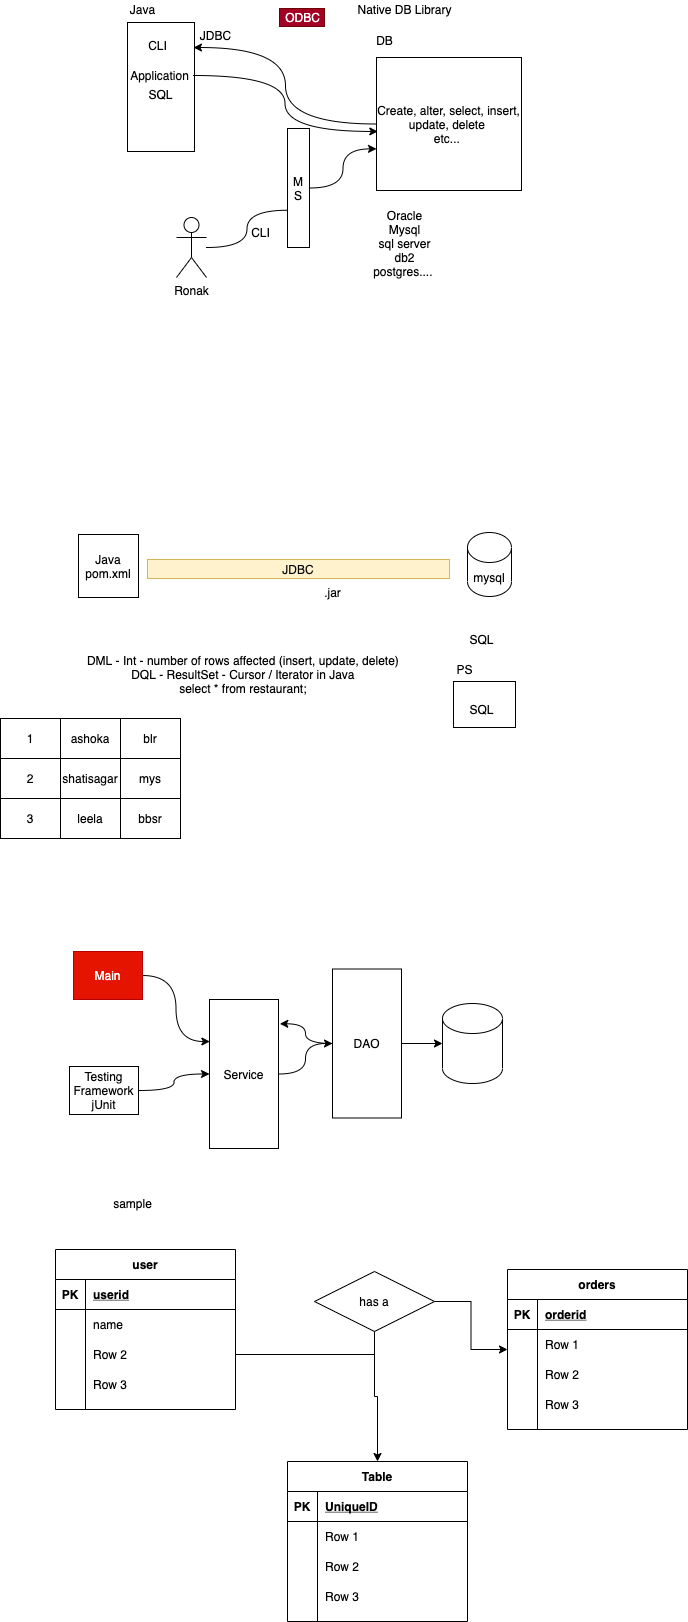 Java
ODBC
Native DB Library
CLI
JDBC
DB
Application
SQL
Create, alter, select, insert,
update, delete
etc...
M
S
CLI
Ronak
Oracle
Mysql
sql server
db2
postgres....
Java
pom.xml
JDBC
.jar
mysql
SQL
DML - Int - number of rows affected (insert, update, delete)
DQL - ResultSet - Cursor / Iterator in Java
select * from restaurant;
PS
SQL
1 ashoka blr
2 shatisagar mys
3 leela bbsr
Main
Testing
Framework
jUnit
Service
DAO
sample
user
PK userid
name
Row 2
Row 3
has a
orders
PK orderid
Row 1
Row 2
Row 3
Table
PK UniqueID
Row 1
Row 2
Row 3